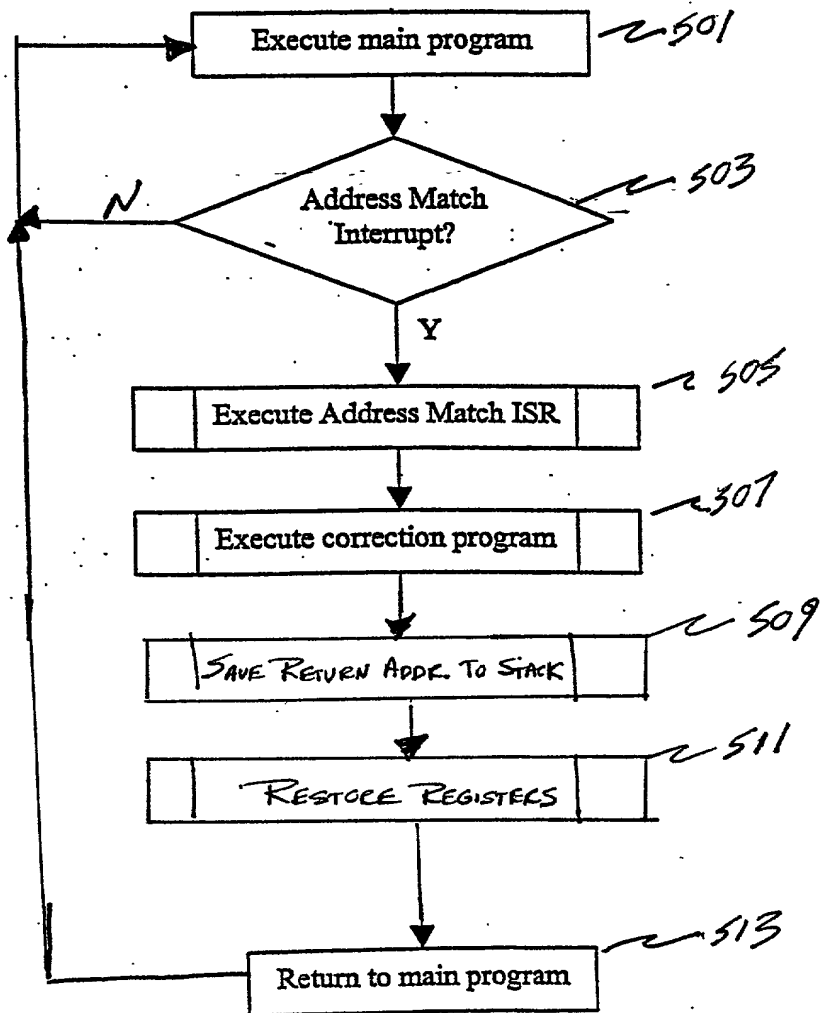 Execute main program
501
Address Match
Interrupt?
503
N
Y
Execute Address Match ISR
505
Execute correction program
507
SAVE RETURN ADDR. TO STACK
509
RESTORE REGISTERS
511
Return to main program
513